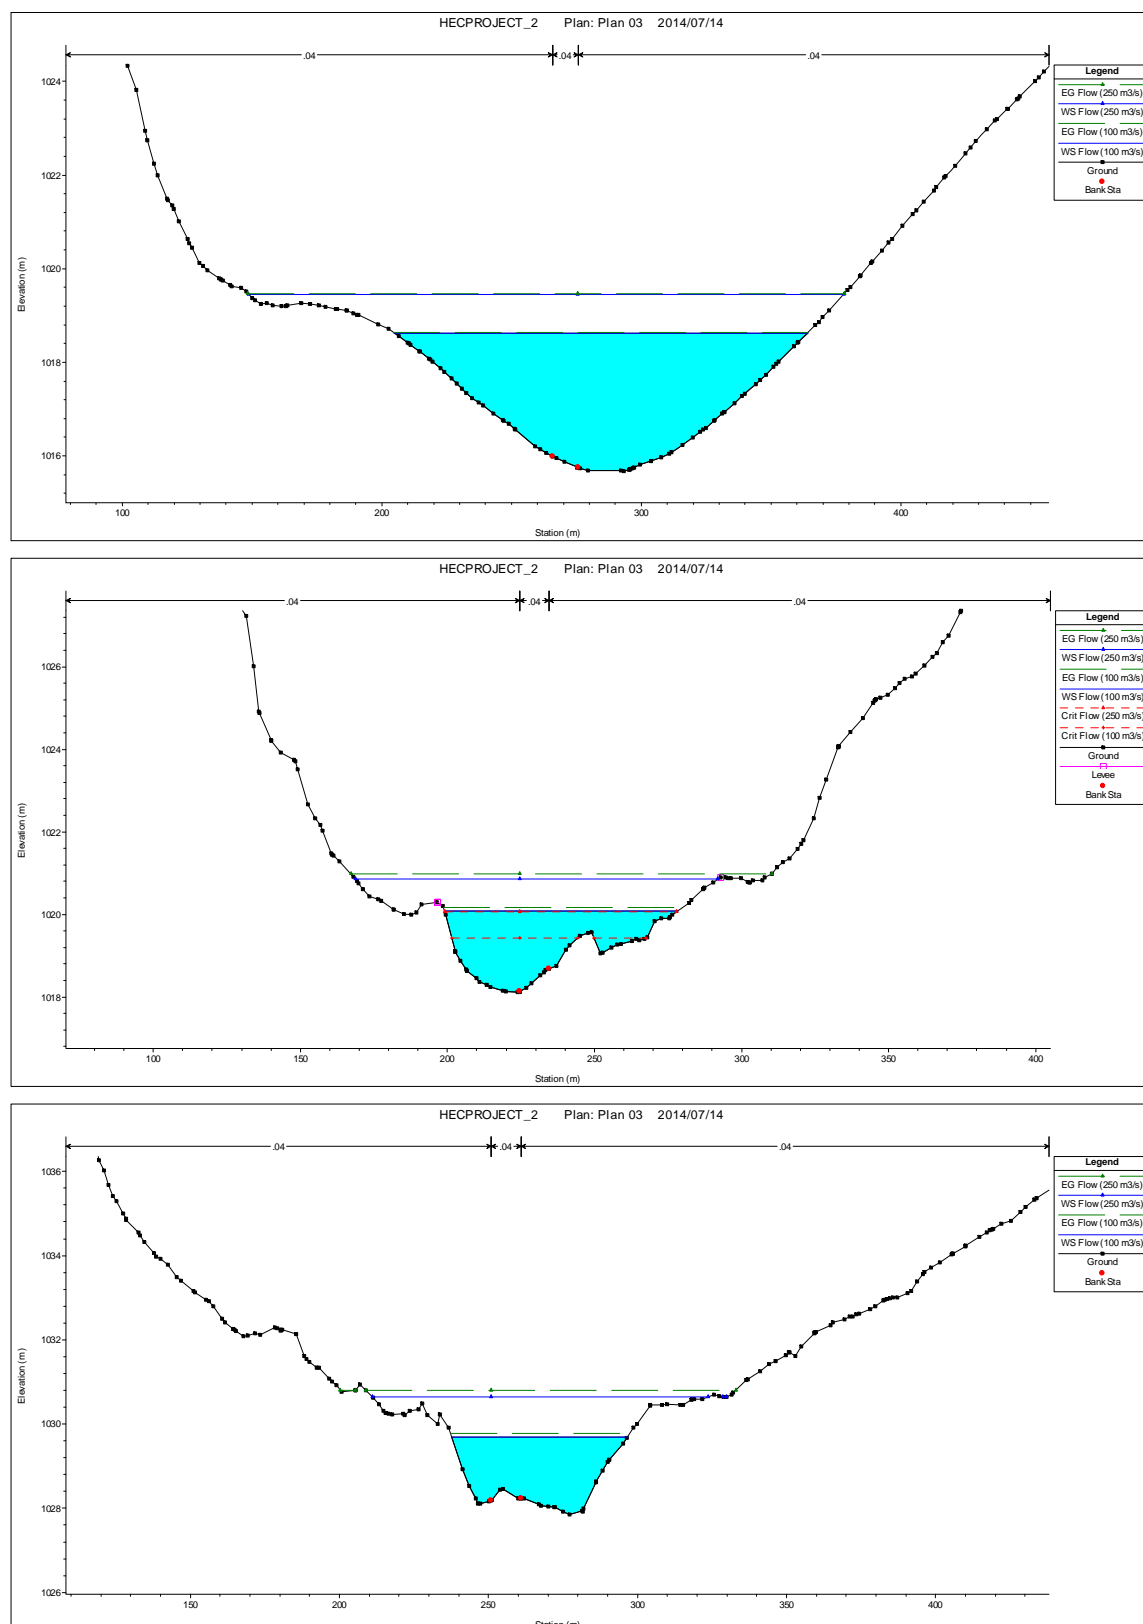 HECPROJECT_2 Plan: Plan 03 2014/07/14
.04 .04 .04
Legend
EG Flow (250 m3/s)
WS Flow (250 m3/s)
EG Flow (100 m3/s)
WS Flow (100 m3/s)
Ground
Bank Sta
1024
1022
1020
1018
1016
Elevation (m)
100 200 300 400
Station (m)
HECPROJECT_2 Plan: Plan 03 2014/07/14
.04 .04 .04
Legend
EG Flow (250 m3/s)
WS Flow (250 m3/s)
EG Flow (100 m3/s)
WS Flow (100 m3/s)
Crit Flow (250 m3/s)
Crit Flow (100 m3/s)
Ground
Levee
Bank Sta
1026
1024
1022
1020
1018
Elevation (m)
100 150 200 250 300 350 400
Station (m)
HECPROJECT_2 Plan: Plan 03 2014/07/14
.04 .04 .04
Legend
EG Flow (250 m3/s)
WS Flow (250 m3/s)
EG Flow (100 m3/s)
WS Flow (100 m3/s)
Ground
Bank Sta
1036
1034
1032
1030
1028
1026
Elevation (m)
150 200 250 300 350 400
Station (m)